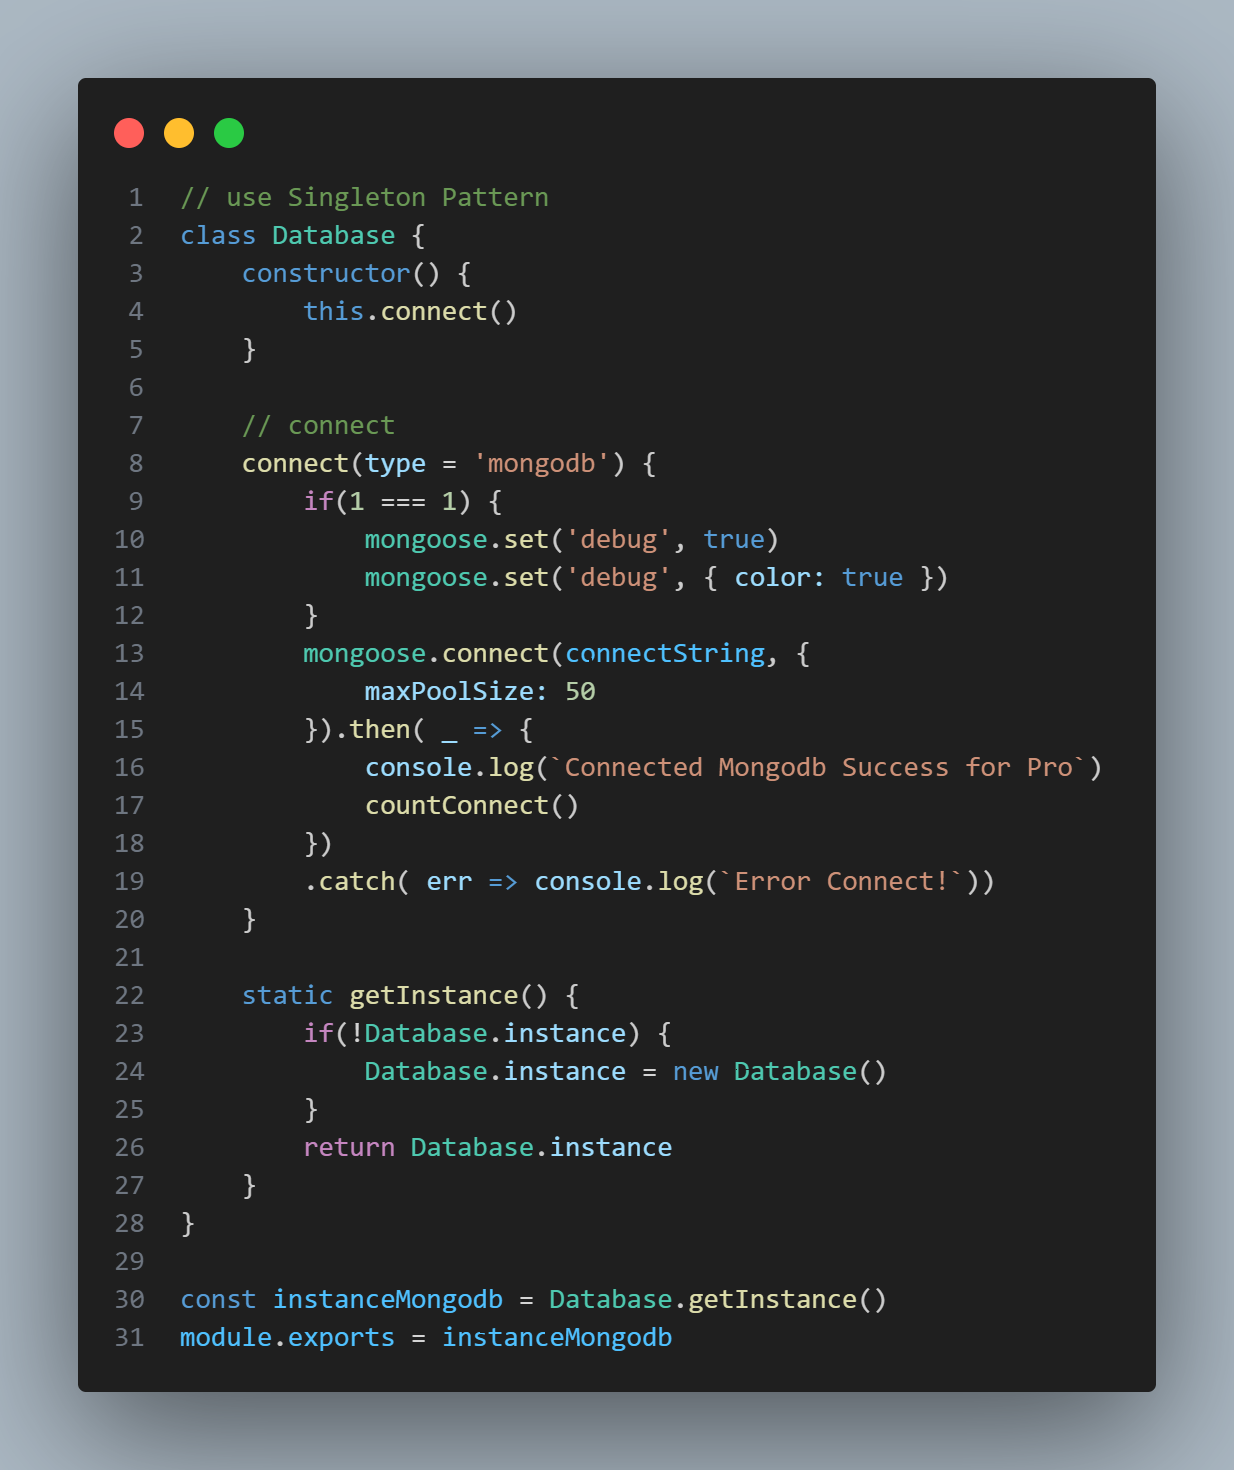 1 // use Singleton Pattern
2 class Database {
3     constructor() {
4         this.connect()
5     }
6
7     // connect
8     connect(type = 'mongodb') {
9         if(1 === 1) {
10             mongoose.set('debug', true)
11             mongoose.set('debug', { color: true })
12         }
13         mongoose.connect(connectString, {
14             maxPoolSize: 50
15         }).then( _ => {
16             console.log(`Connected Mongodb Success for Pro`)
17             countConnect()
18         })
19         .catch( err => console.log(`Error Connect!`))
20     }
21
22     static getInstance() {
23         if(!Database.instance) {
24             Database.instance = new Database()
25         }
26         return Database.instance
27     }
28 }
29
30 const instanceMongodb = Database.getInstance()
31 module.exports = instanceMongodb